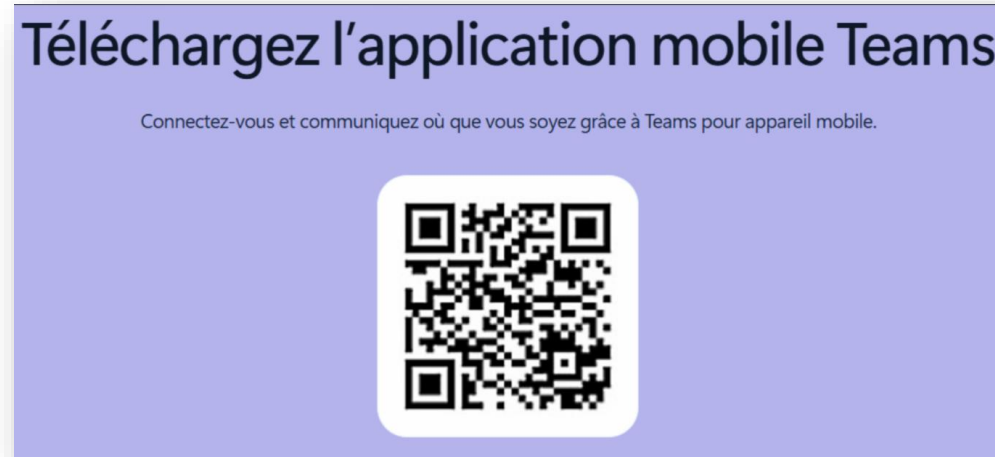 Téléchargez l’application mobile Teams
Connectez-vous et communiquez où que vous soyez grâce à Teams pour appareil mobile.